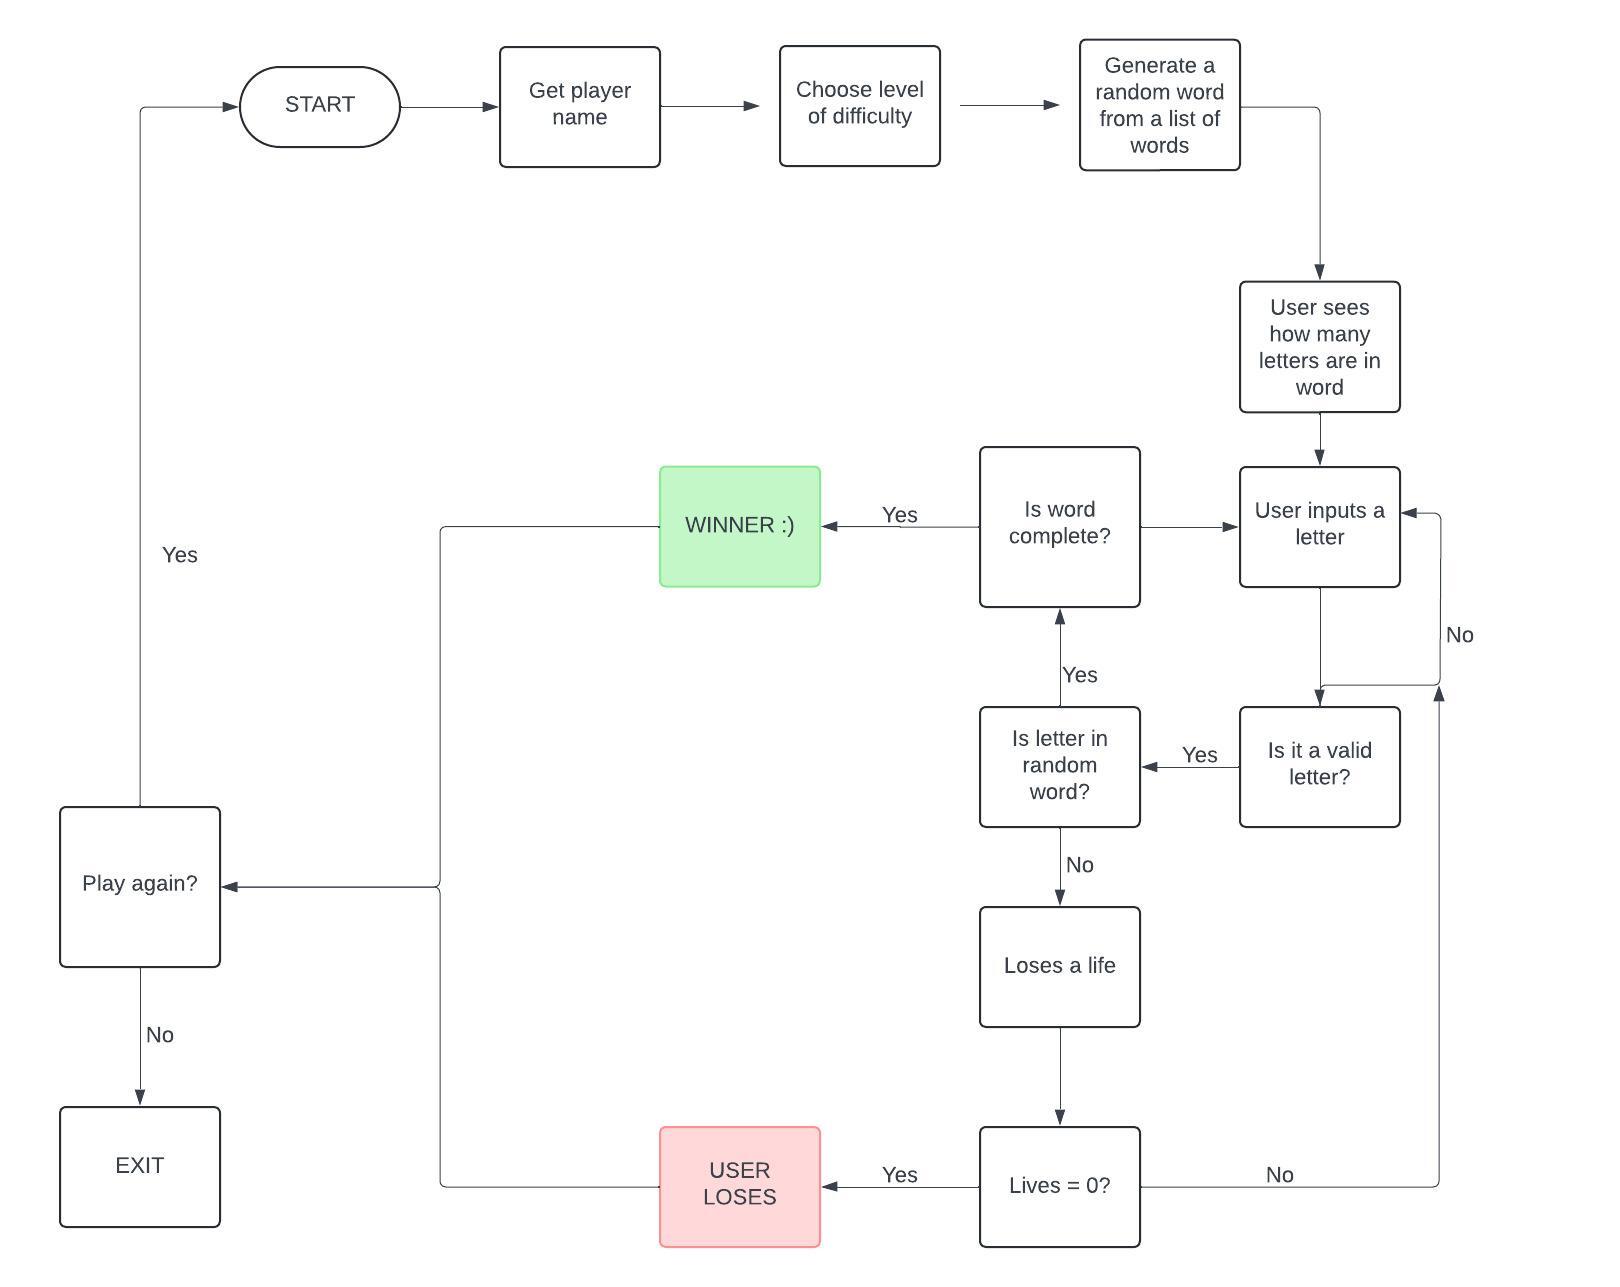 START
Get player
name
Choose level
of difficulty
Generate a
random word
from a list of
words
User sees
how many
letters are in
word
WINNER :)
Yes
Is word
complete?
User inputs a
letter
Yes
No
Yes
Is letter in
random
word?
Yes
Is it a valid
letter?
Play again?
No
Loses a life
No
EXIT
USER
LOSES
Yes
Lives = 0?
No